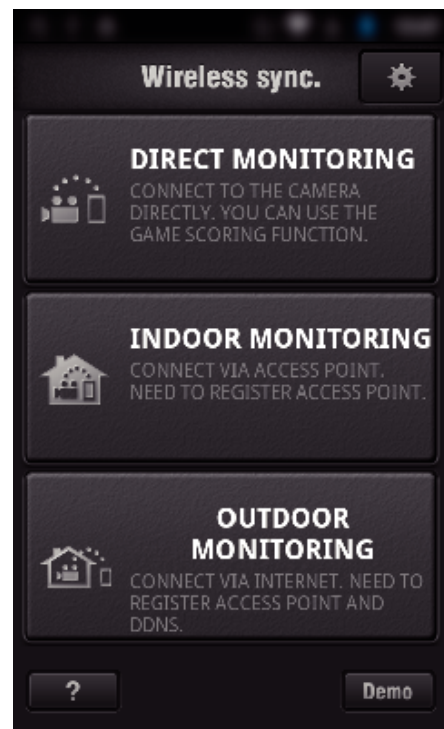 Wireless sync.
DIRECT MONITORING
CONNECT TO THE CAMERA
DIRECTLY. YOU CAN USE THE
GAME SCORING FUNCTION.
INDOOR MONITORING
CONNECT VIA ACCESS POINT.
NEED TO REGISTER ACCESS POINT.
OUTDOOR
MONITORING
CONNECT VIA INTERNET. NEED TO
REGISTER ACCESS POINT AND
DDNS.
?
Demo